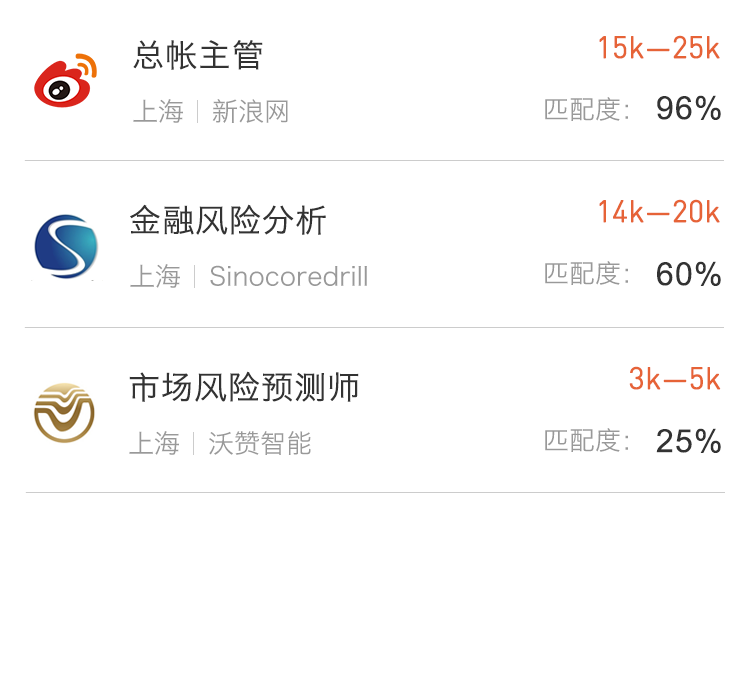 总帐主管 15k—25k
上海 | 新浪网 匹配度： 96%
金融风险分析 14k—20k
上海 | Sinocoredrill 匹配度： 60%
市场风险预测师 3k—5k
上海 | 沃赞智能 匹配度： 25%